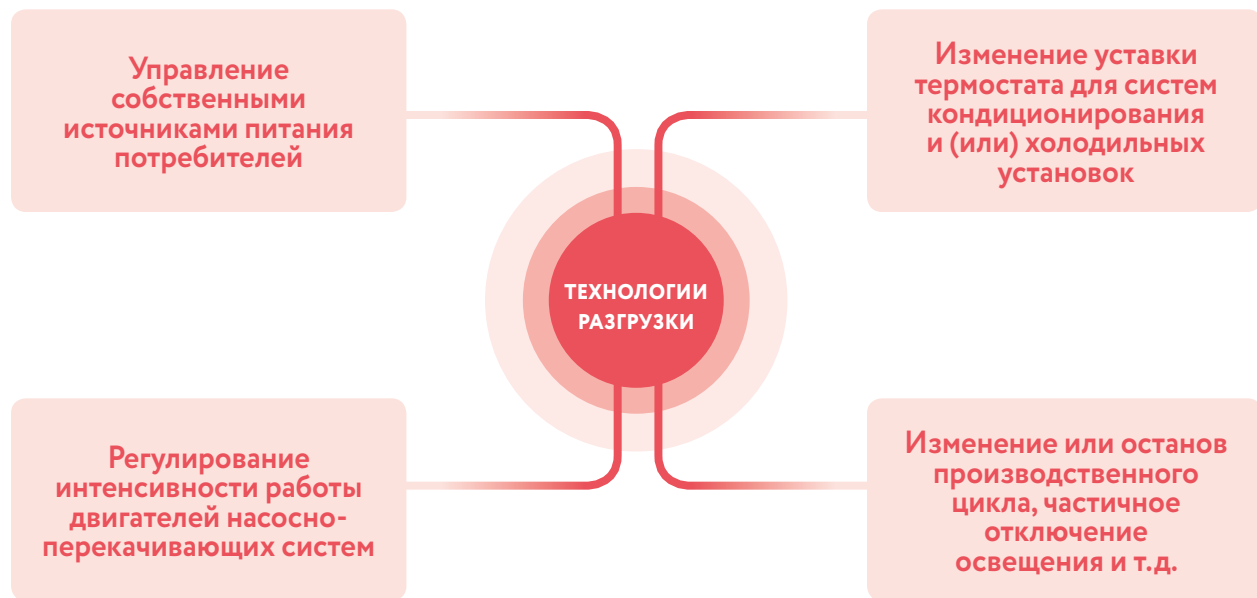 Управление
собственными
источниками питания
потребителей
Изменение уставки
термостата для систем
кондиционирования
и (или) холодильных
установок
ТЕХНОЛОГИИ
РАЗГРУЗКИ
Регулирование
интенсивности работы
двигателей насосно-
перекачивающих систем
Изменение или останов
производственного
цикла, частичное
отключение
освещения и т.д.